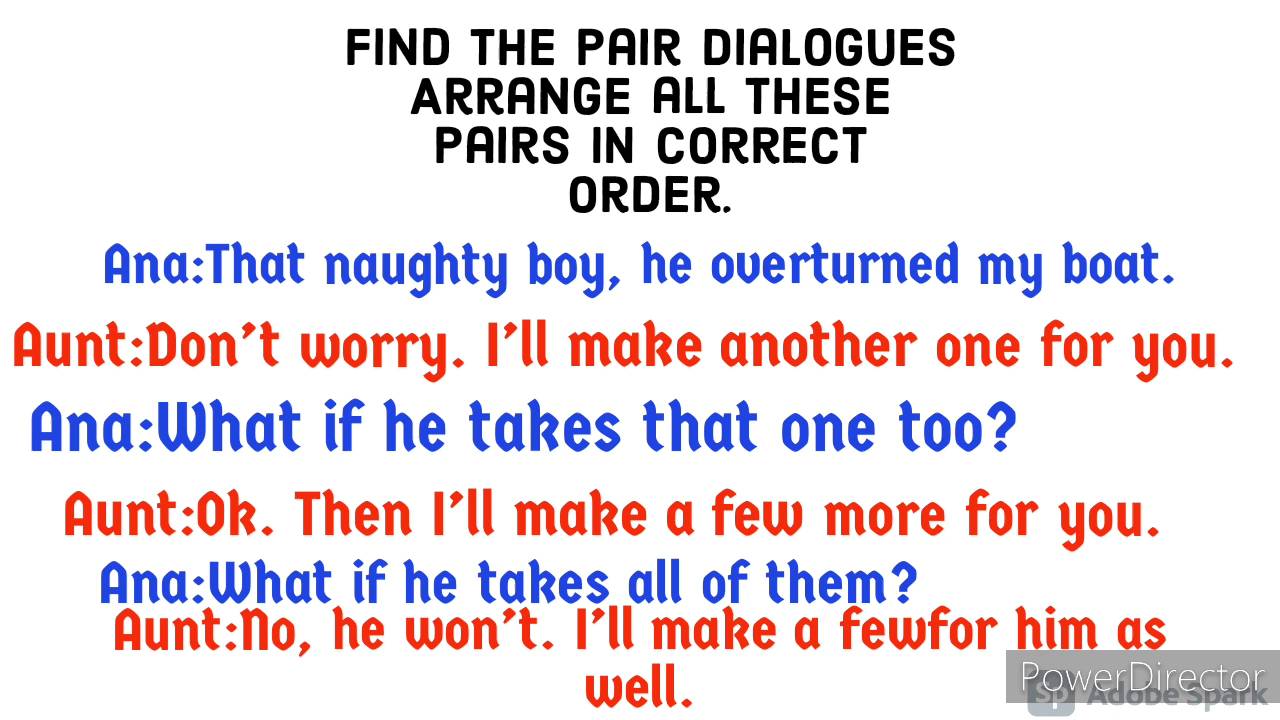 FIND THE PAIR DIALOGUES
ARRANGE ALL THESE
PAIRS IN CORRECT
ORDER.
Ana:That naughty boy, he overturned my boat.
Aunt:Don't worry. I'll make another one for you.
Ana:What if he takes that one too?
Aunt:Ok. Then I'll make a few more for you.
Ana:What if he takes all of them?
Aunt:No, he won't. I'll make a fewfor him as
well.
PowerDirector
Sp Adobe Spark